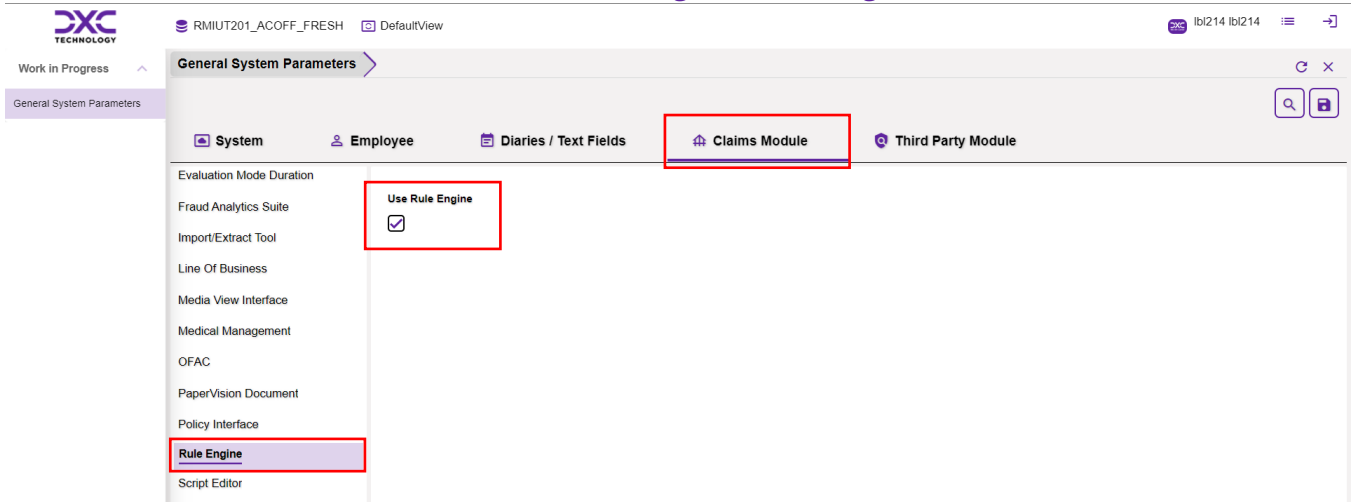 DXC
TECHNOLOGY
RMIUT201_ACOFF_FRESH DefaultView
DXC lbl214 lbl214
Work in Progress
General System Parameters
General System Parameters
System Employee Diaries / Text Fields Claims Module Third Party Module
Evaluation Mode Duration
Fraud Analytics Suite
Import/Extract Tool
Line Of Business
Media View Interface
Medical Management
OFAC
PaperVision Document
Policy Interface
Rule Engine
Script Editor
Use Rule Engine